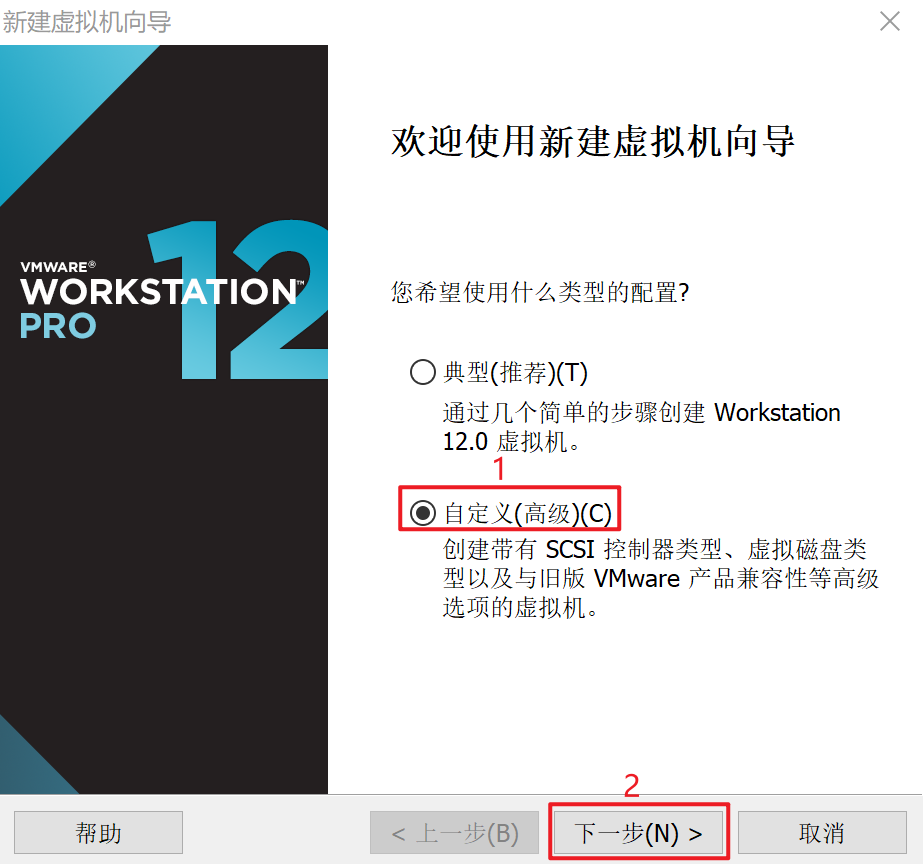 新建虚拟机向导
VMWARE®
WORKSTATION™
PRO
12
欢迎使用新建虚拟机向导
您希望使用什么类型的配置?
典型(推荐)(T)
通过几个简单的步骤创建 Workstation
12.0 虚拟机。
1
自定义(高级)(C)
创建带有 SCSI 控制器类型、虚拟磁盘类
型以及与旧版 VMware 产品兼容性等高级
选项的虚拟机。
2
帮助
< 上一步(B)
下一步(N) >
取消